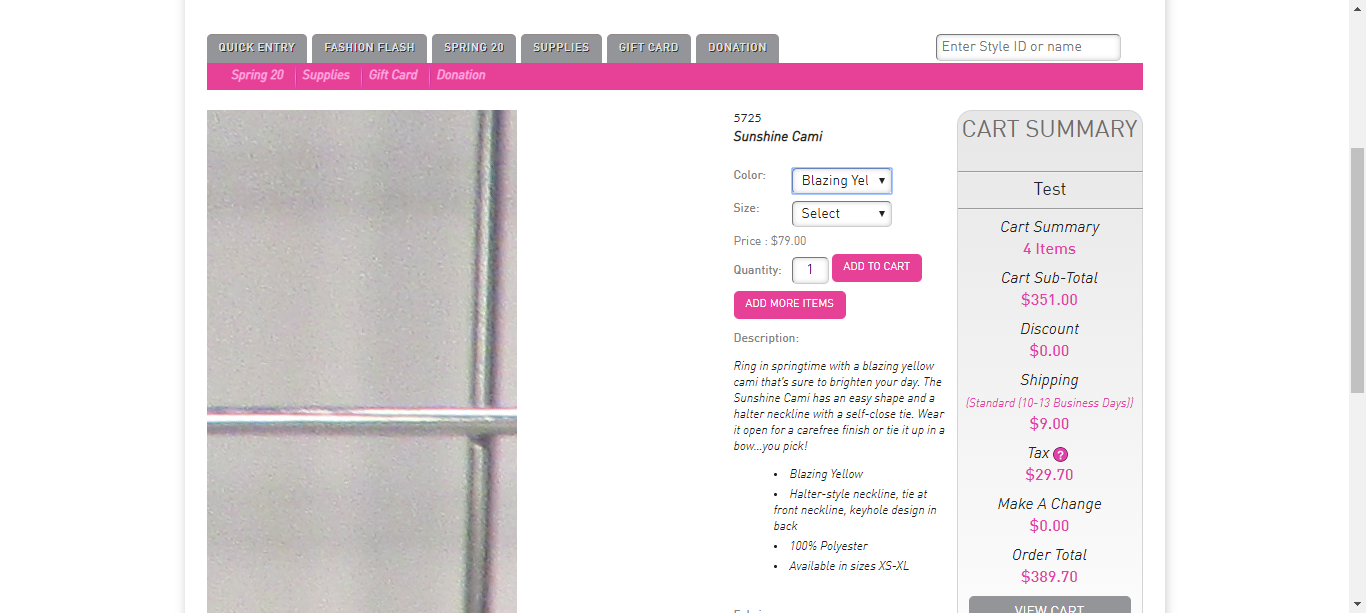 QUICK ENTRY
FASHION FLASH
SPRING 20
SUPPLIES
GIFT CARD
DONATION
Enter Style ID or name
Spring 20
Supplies
Gift Card
Donation
5725
Sunshine Cami
Color:
Blazing Yel
Size:
Select
Price : $79.00
Quantity:
1
ADD TO CART
ADD MORE ITEMS
Description:
Ring in springtime with a blazing yellow
cami that's sure to brighten your day. The
Sunshine Cami has an easy shape and a
halter neckline with a self-close tie. Wear
it open for a carefree finish or tie it up in a
bow...you pick!
• Blazing Yellow
• Halter-style neckline, tie at
front neckline, keyhole design in
back
• 100% Polyester
• Available in sizes XS-XL
CART SUMMARY
Test
Cart Summary
4 Items
Cart Sub-Total
$351.00
Discount
$0.00
Shipping
(Standard (10-13 Business Days))
$9.00
Tax ?
$29.70
Make A Change
$0.00
Order Total
$389.70
VIEW CART